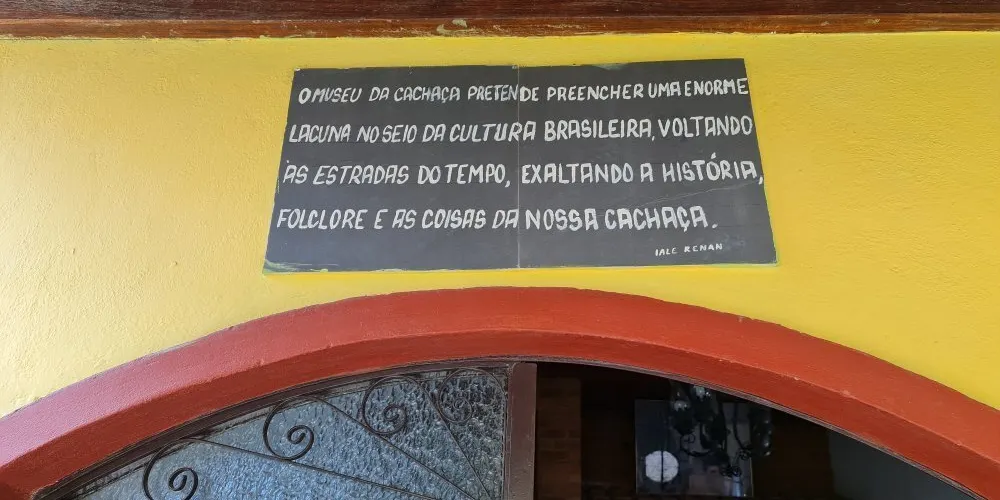 O MUSEU DA CACHAÇA PRETENDE PREENCHER UMA ENORME
LACUNA NO SEIO DA CULTURA BRASILEIRA, VOLTANDO
ÀS ESTRADAS DO TEMPO, EXALTANDO A HISTÓRIA,
FOLCLORE E AS COISAS DA NOSSA CACHAÇA.
IALE RENAN